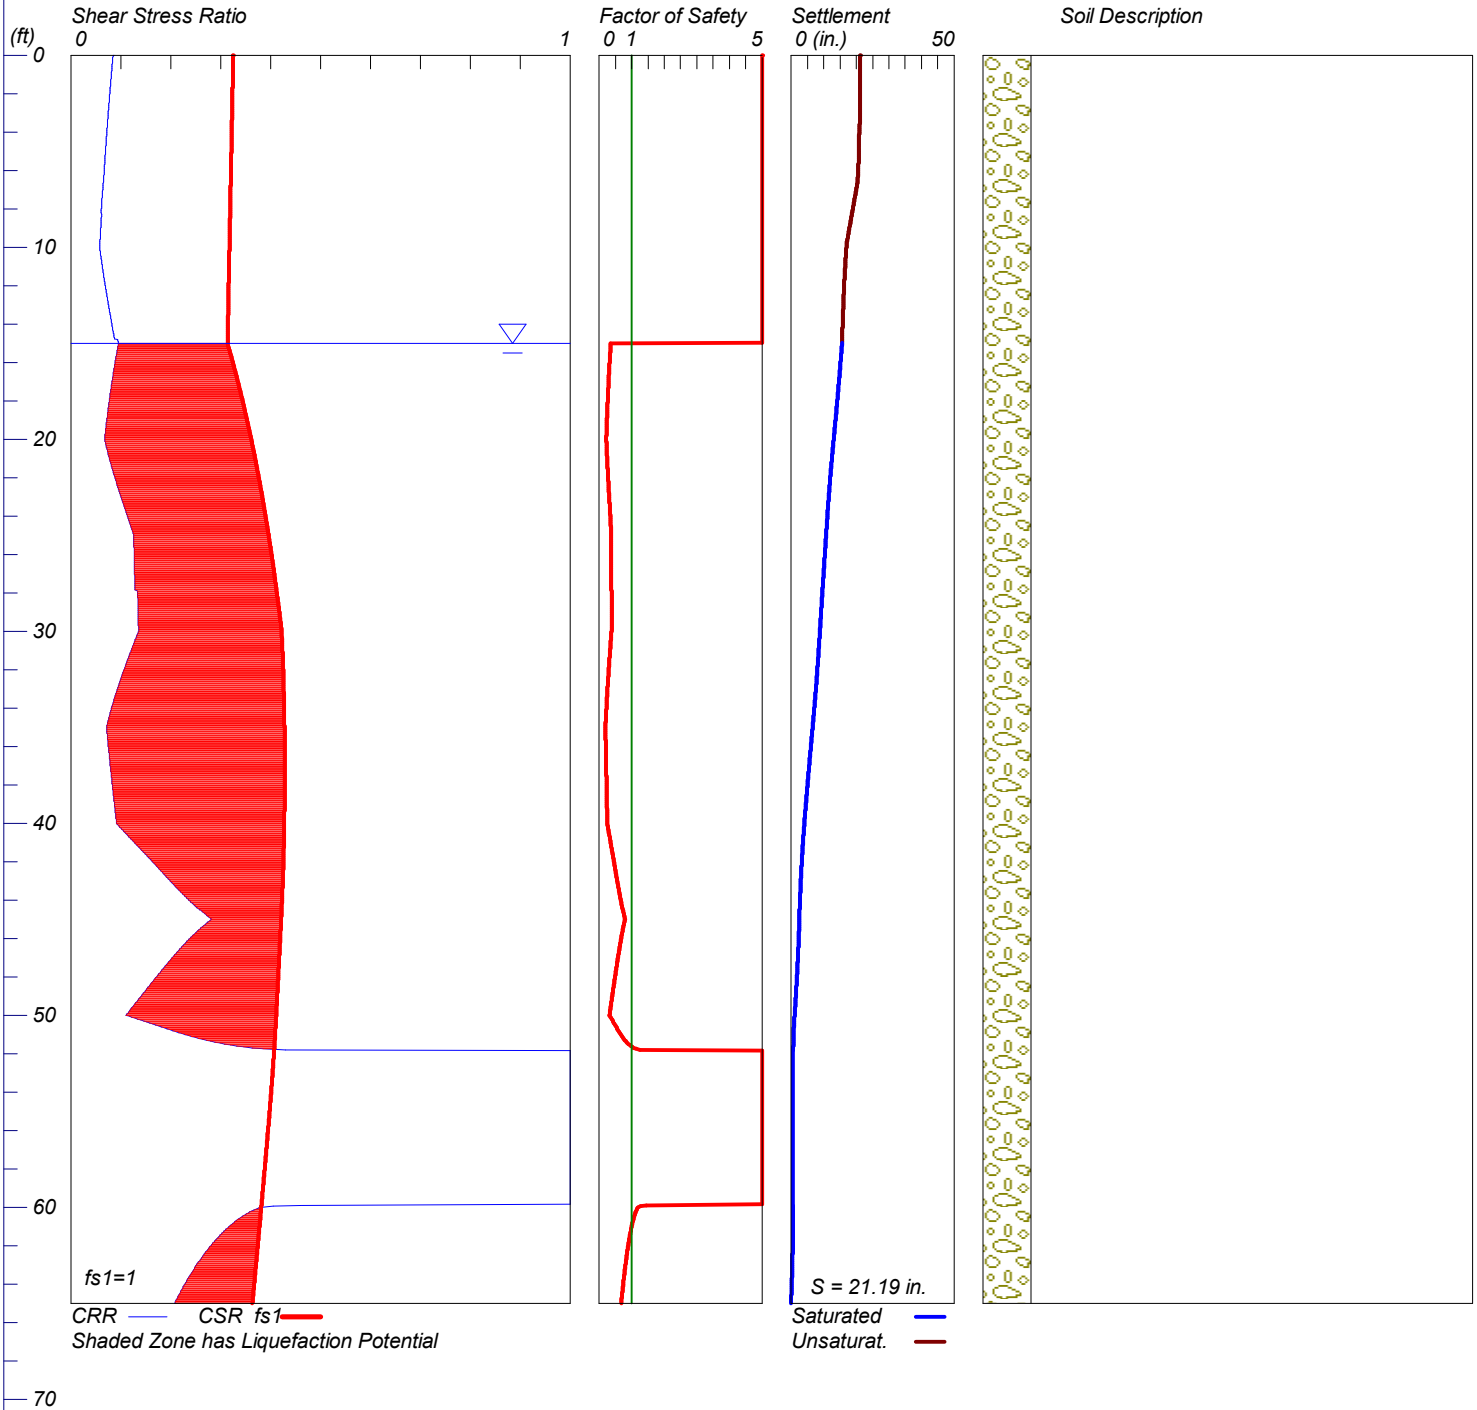 Shear Stress Ratio Factor of Safety Settlement Soil Description
(ft) 0 1 0 1 5 0 (in.) 50
0
10
20
30
40
50
60
70
fs1=1 S = 21.19 in.
CRR CSR fs1 Saturated
Shaded Zone has Liquefaction Potential Unsaturat.